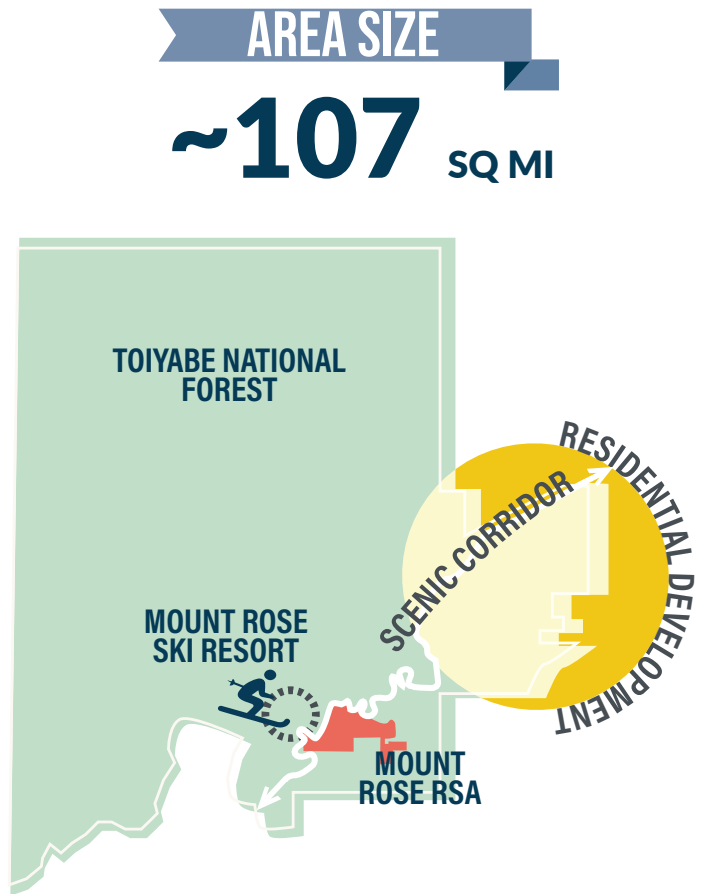 AREA SIZE
~107 SQ MI
TOIYABE NATIONAL
FOREST
RESIDENTIAL DEVELOPMENT
SCENIC CORRIDOR
MOUNT ROSE
SKI RESORT
MOUNT
ROSE RSA